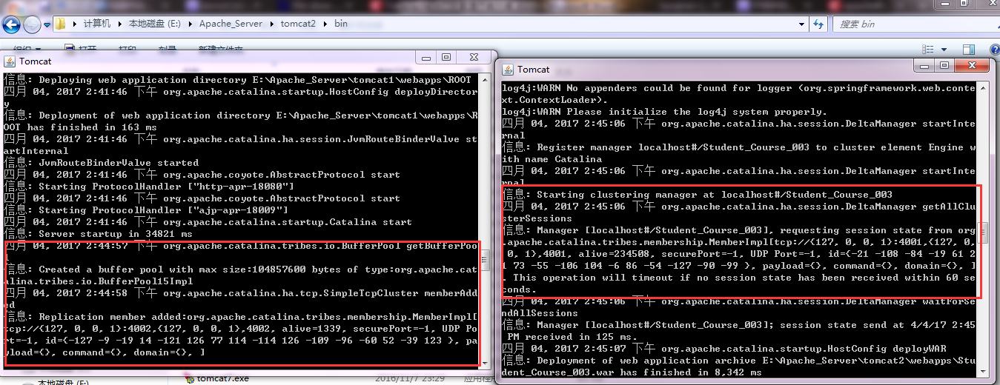 计算机 ▸ 本地磁盘 (E:) ▸ Apache_Server ▸ tomcat2 ▸ bin
搜索 bin
打开
新建文件夹
Tomcat
信息: Deploying web application directory E:\Apache_Server\tomcat1\webapps\ROOT
四月 04, 2017 2:41:46 下午 org.apache.catalina.startup.HostConfig deployDirector
y
信息: Deployment of web application directory E:\Apache_Server\tomcat1\webapps\R
OOT has finished in 163 ms
四月 04, 2017 2:41:46 下午 org.apache.catalina.ha.session.JvmRouteBinderValve st
artInternal
信息: JvmRouteBinderValve started
四月 04, 2017 2:41:46 下午 org.apache.coyote.AbstractProtocol start
信息: Starting ProtocolHandler ["http-apr-18080"]
四月 04, 2017 2:41:46 下午 org.apache.coyote.AbstractProtocol start
信息: Starting ProtocolHandler ["ajp-apr-18009"]
四月 04, 2017 2:41:46 下午 org.apache.catalina.startup.Catalina start
信息: Server startup in 34821 ms
四月 04, 2017 2:44:57 下午 org.apache.catalina.tribes.io.BufferPool getBufferPoo
l
信息: Created a buffer pool with max size:104857600 bytes of type:org.apache.cat
alina.tribes.io.BufferPool15Impl
四月 04, 2017 2:44:58 下午 org.apache.catalina.ha.tcp.SimpleTcpCluster memberAdd
ed
信息: Replication member added:org.apache.catalina.tribes.membership.MemberImpl[
tcp://{127, 0, 0, 1}:4002,{127, 0, 0, 1},4002, alive=1339, securePort=-1, UDP Po
rt=-1, id={-127 -9 -19 14 -121 126 77 114 -114 126 -109 -96 -60 52 -39 123 }, pa
yload={}, command={}, domain={}, ]
Tomcat
log4j:WARN No appenders could be found for logger (org.springframework.web.conte
xt.ContextLoader).
log4j:WARN Please initialize the log4j system properly.
四月 04, 2017 2:45:06 下午 org.apache.catalina.ha.session.DeltaManager startInte
rnal
信息: Register manager localhost#/Student_Course_003 to cluster element Engine w
ith name Catalina
四月 04, 2017 2:45:06 下午 org.apache.catalina.ha.session.DeltaManager startInte
rnal
信息: Starting clustering manager at localhost#/Student_Course_003
四月 04, 2017 2:45:06 下午 org.apache.catalina.ha.session.DeltaManager getAllClu
sterSessions
信息: Manager [localhost#/Student_Course_003], requesting session state from org
.apache.catalina.tribes.membership.MemberImpl[tcp://{127, 0, 0, 1}:4001,{127, 0,
0, 1},4001, alive=234508, securePort=-1, UDP Port=-1, id={-21 -108 -84 -19 61 2
1 73 -55 -106 104 -6 86 -54 -127 -90 -99 }, payload={}, command={}, domain={}, ]
. This operation will timeout if no session state has been received within 60 se
conds.
四月 04, 2017 2:45:06 下午 org.apache.catalina.ha.session.DeltaManager waitForSe
ndAllSessions
信息: Manager [localhost#/Student_Course_003]; session state send at 4/4/17 2:45
PM received in 125 ms.
四月 04, 2017 2:45:07 下午 org.apache.catalina.startup.HostConfig deployWAR
信息: Deployment of web application archive E:\Apache_Server\tomcat2\webapps\Stu
dent_Course_003.war has finished in 8,342 ms
本地磁盘 (F:)
tomcat7.exe
2016/11/7 23:29
应用程